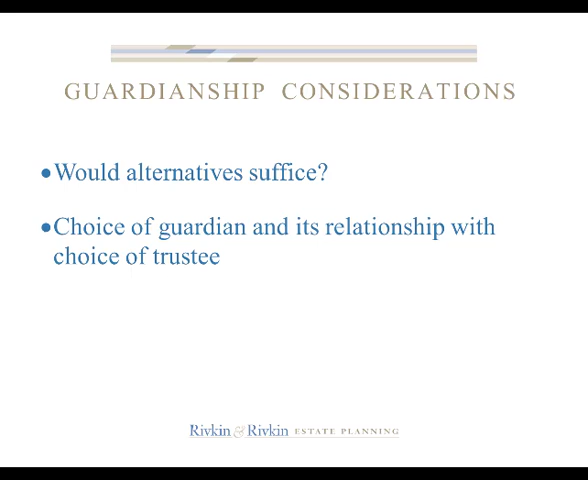 GUARDIANSHIP CONSIDERATIONS
•Would alternatives suffice?
•Choice of guardian and its relationship with
choice of trustee
Rivkin & Rivkin ESTATE PLANNING